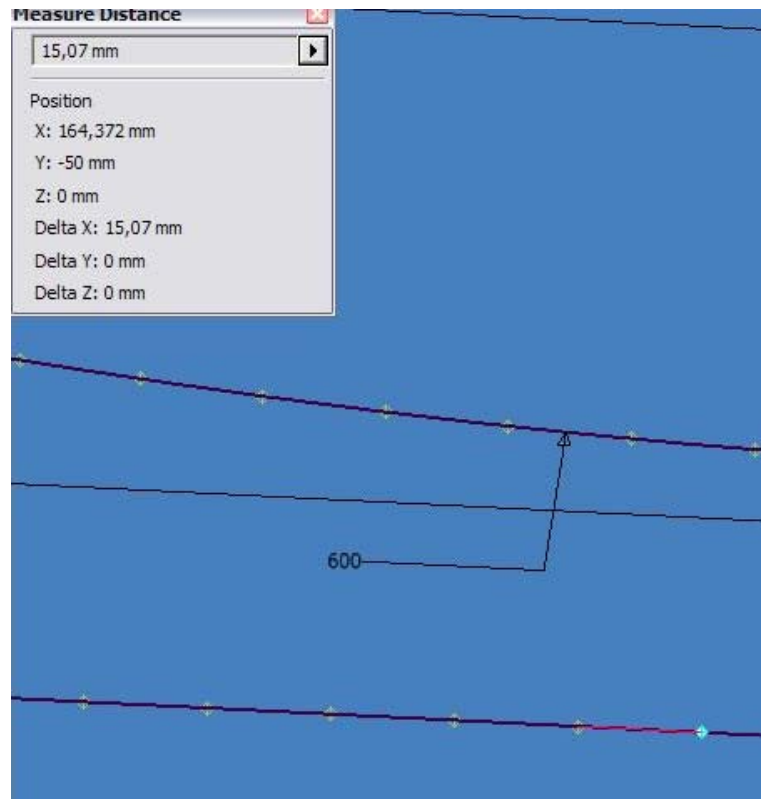 Measure Distance
15,07 mm
Position
X: 164,372 mm
Y: -50 mm
Z: 0 mm
Delta X: 15,07 mm
Delta Y: 0 mm
Delta Z: 0 mm
600